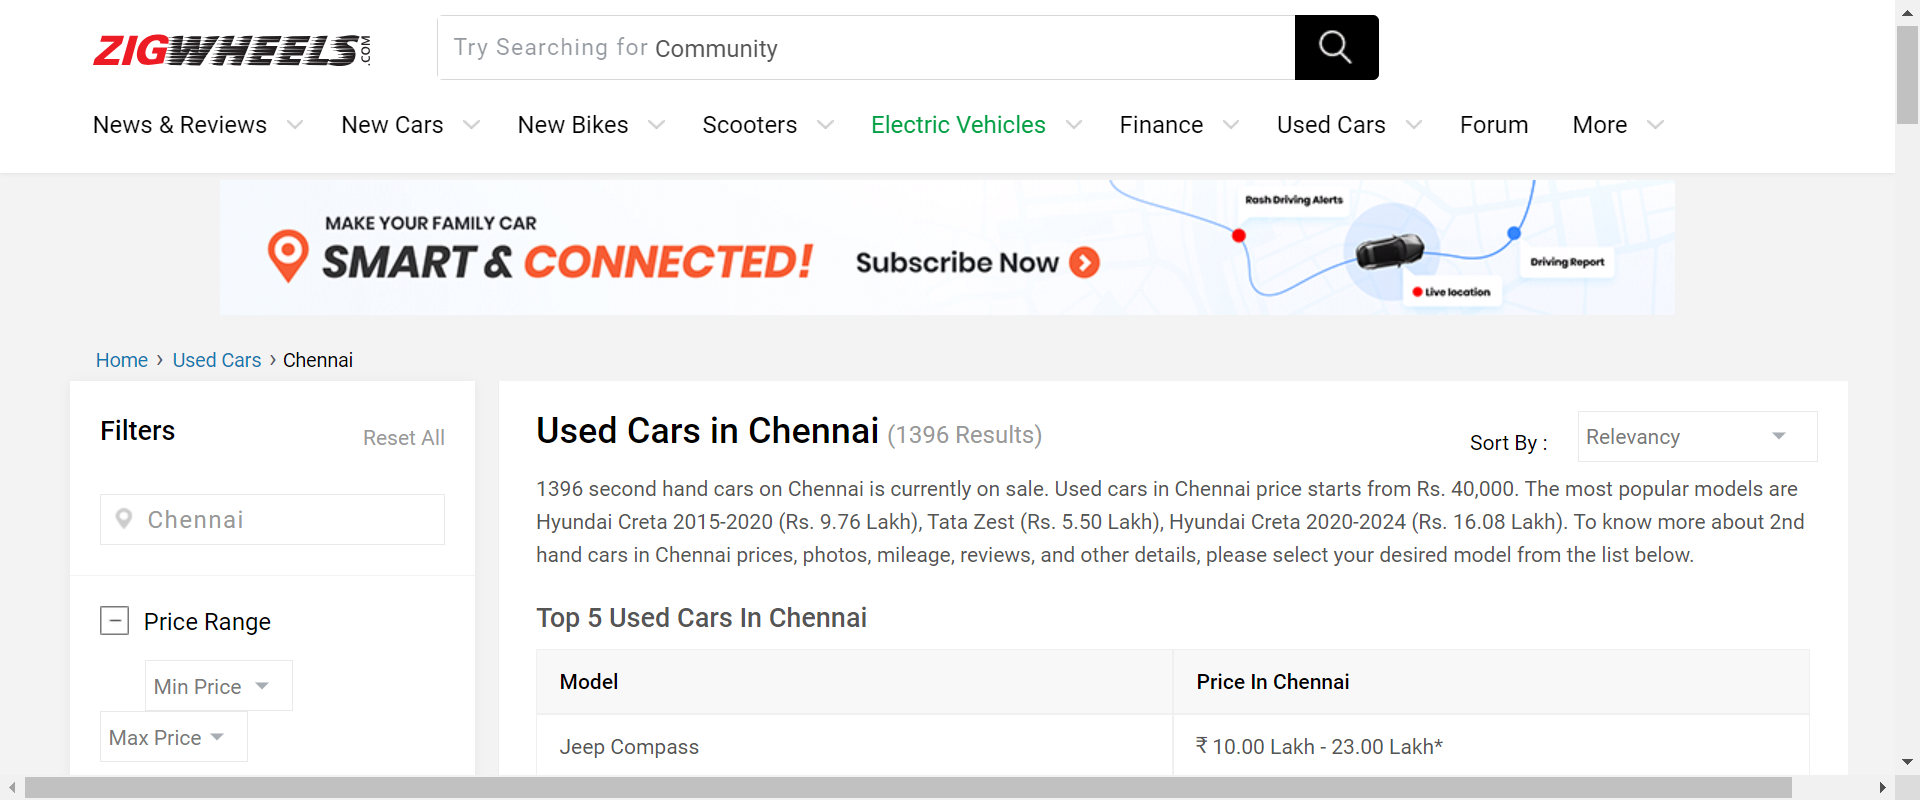 ZIGWHEELS.COM
Try Searching for Community
News & Reviews New Cars New Bikes Scooters Electric Vehicles Finance Used Cars Forum More
MAKE YOUR FAMILY CAR
SMART & CONNECTED!
Subscribe Now
Rash Driving Alerts
Driving Report
Live location
Home › Used Cars › Chennai
Filters
Reset All
Chennai
Price Range
Min Price
Max Price
Used Cars in Chennai (1396 Results)
Sort By :
Relevancy
1396 second hand cars on Chennai is currently on sale. Used cars in Chennai price starts from Rs. 40,000. The most popular models are
Hyundai Creta 2015-2020 (Rs. 9.76 Lakh), Tata Zest (Rs. 5.50 Lakh), Hyundai Creta 2020-2024 (Rs. 16.08 Lakh). To know more about 2nd
hand cars in Chennai prices, photos, mileage, reviews, and other details, please select your desired model from the list below.
Top 5 Used Cars In Chennai
Model Price In Chennai
Jeep Compass ₹ 10.00 Lakh - 23.00 Lakh*